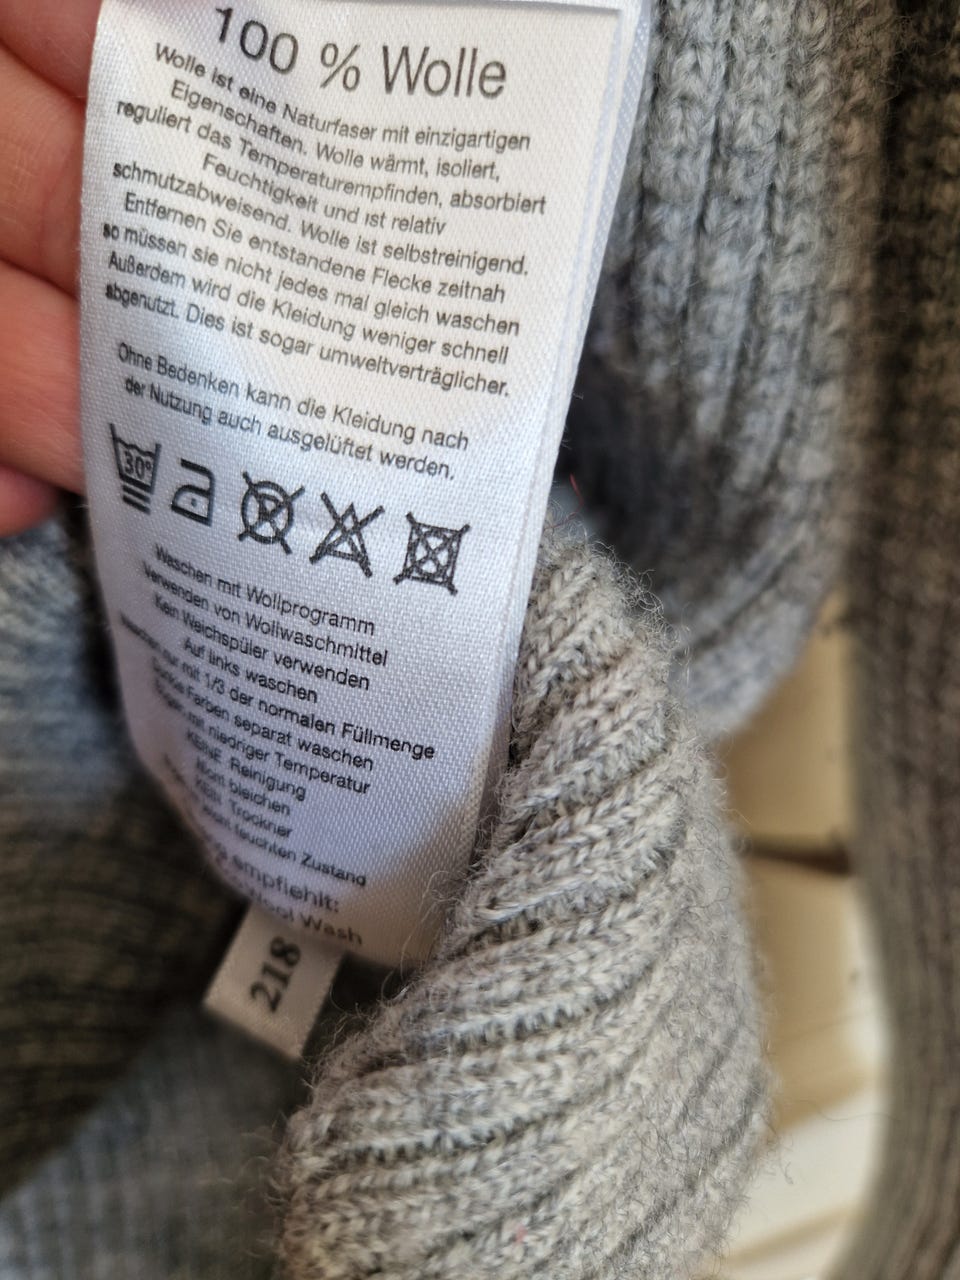 100 % Wolle
Wolle ist eine Naturfaser mit einzigartigen
Eigenschaften. Wolle wärmt, isoliert,
reguliert das Temperaturempfinden, absorbiert
Feuchtigkeit und ist relativ
schmutzabweisend. Wolle ist selbstreinigend.
Entfernen Sie entstandene Flecke zeitnah
so müssen sie nicht jedes mal gleich waschen
Außerdem wird die Kleidung weniger schnell
abgenutzt. Dies ist sogar umweltverträglicher.
Ohne Bedenken kann die Kleidung nach
der Nutzung auch ausgelüftet werden.
30°
Waschen mit Wollprogramm
Verwenden von Wollwaschmittel
Kein Weichspüler verwenden
Auf links waschen
nur mit 1/3 der normalen Füllmenge
Farben separat waschen
mit niedriger Temperatur
KEINE Reinigung
Nicht bleichen
KEIN Trockner
feuchten Zustand
empfiehlt:
Wool Wash
218